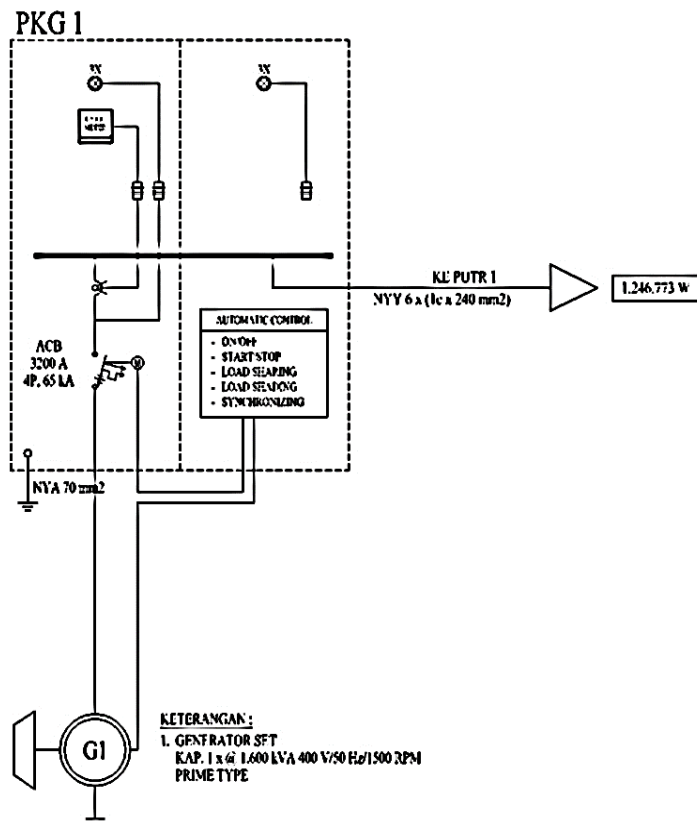 PKG 1
3X
3X
KE PUTR 1
NYY 6 x (1c x 240 mm2)
1.246.773 W
AUTOMATIC CONTROL
- ON/OFF
- START STOP
- LOAD SHARING
- LOAD SHADING
- SYNCHRONIZING
ACB
3200 A
4P, 65 kA
M
NYA 70 mm2
G1
KETERANGAN :
1. GENERATOR SET
KAP. 1 x @ 1.600 kVA 400 V/50 Hz/1500 RPM
PRIME TYPE